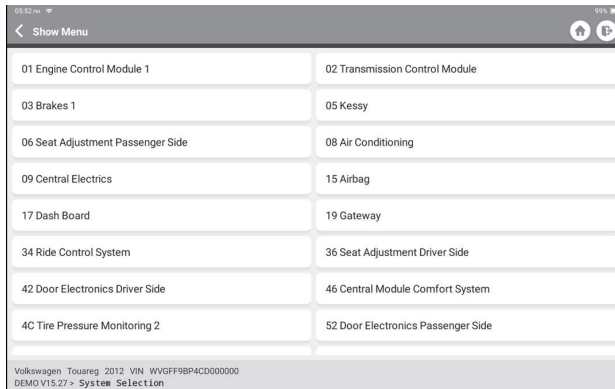 05:52 PM 99%
Show Menu
01 Engine Control Module 1
02 Transmission Control Module
03 Brakes 1
05 Kessy
06 Seat Adjustment Passenger Side
08 Air Conditioning
09 Central Electrics
15 Airbag
17 Dash Board
19 Gateway
34 Ride Control System
36 Seat Adjustment Driver Side
42 Door Electronics Driver Side
46 Central Module Comfort System
4C Tire Pressure Monitoring 2
52 Door Electronics Passenger Side
Volkswagen Touareg 2012 VIN WVGFF9BP4CD000000
DEMO V15.27 > System Selection